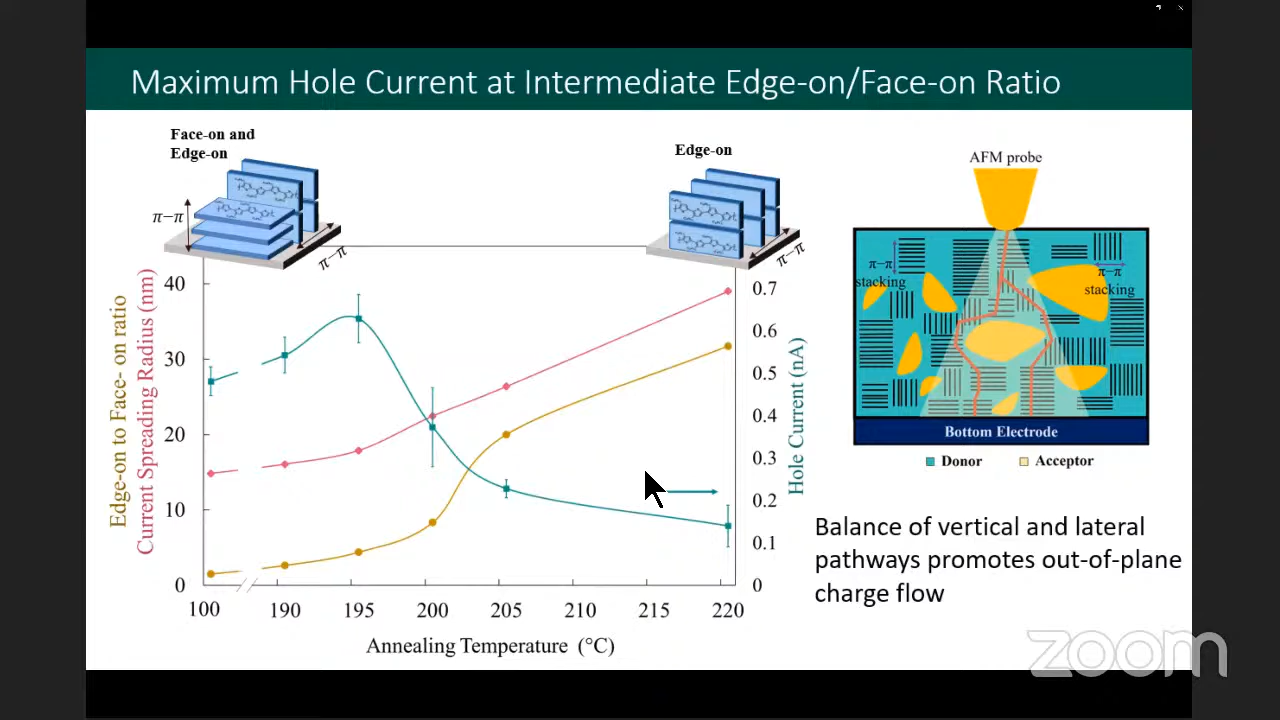 Maximum Hole Current at Intermediate Edge-on/Face-on Ratio
Face-on and
Edge-on
π−π
π−π
Edge-on
π−π
Edge-on to Face- on ratio
Current Spreading Radius (nm)
40
30
20
10
0
100
190
195
200
205
210
215
220
Annealing Temperature (°C)
0.7
0.6
0.5
0.4
0.3
0.2
0.1
0
Hole Current (nA)
AFM probe
π−π
stacking
π−π
stacking
Bottom Electrode
Donor
Acceptor
Balance of vertical and lateral
pathways promotes out-of-plane
charge flow
zoom